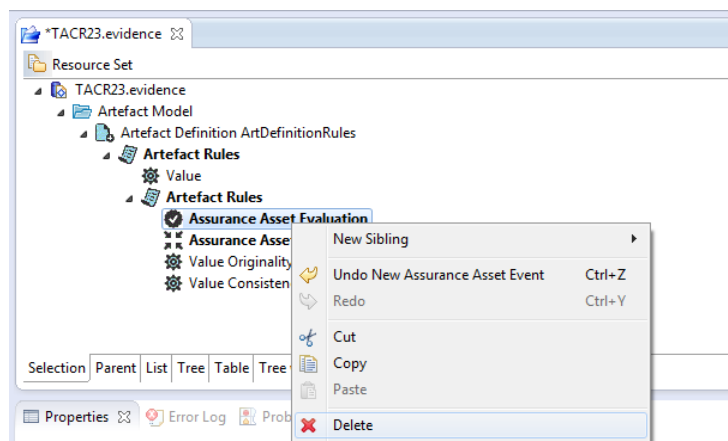 *TACR23.evidence
Resource Set
TACR23.evidence
Artefact Model
Artefact Definition ArtDefinitionRules
Artefact Rules
Value
Artefact Rules
Assurance Asset Evaluation
Assurance Asse
Value Originality
Value Consisten
New Sibling
Undo New Assurance Asset Event Ctrl+Z
Redo Ctrl+Y
Cut
Copy
Paste
Delete
Selection Parent List Tree Table Tree
Properties Error Log Prob